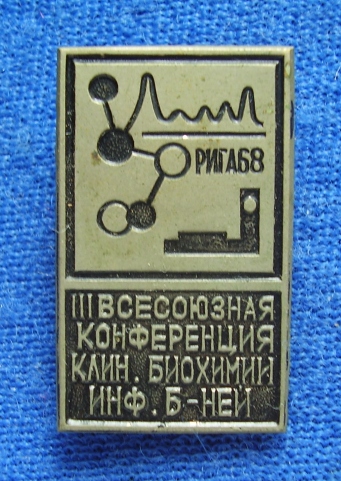 РИГА68
III ВСЕСОЮЗНАЯ
КОНФЕРЕНЦИЯ
КЛИН. БИОХИМИИ
ИНФ. Б-НЕЙ